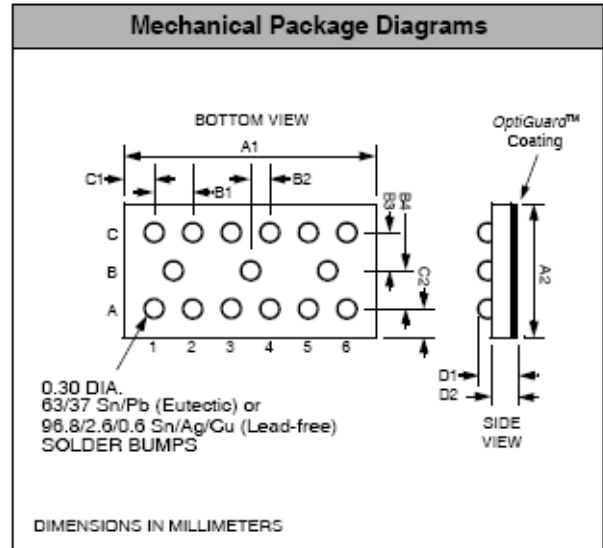 Mechanical Package Diagrams
BOTTOM VIEW
OptiGuard™
Coating
A1
C1
B1
B2
B3
B4
C2
A2
C
B
A
1 2 3 4 5 6
D1
D2
SIDE
VIEW
0.30 DIA.
63/37 Sn/Pb (Eutectic) or
96.8/2.6/0.6 Sn/Ag/Cu (Lead-free)
SOLDER BUMPS
DIMENSIONS IN MILLIMETERS